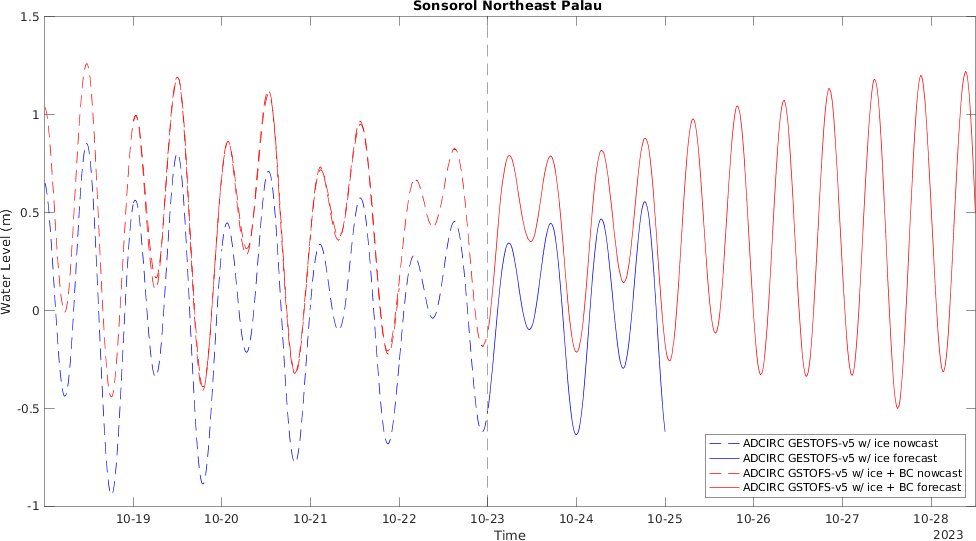 Sonsorol Northeast Palau
1.5
1
0.5
0
-0.5
-1
Water Level (m)
10-19
10-20
10-21
10-22
10-23
10-24
10-25
10-26
10-27
10-28
Time
2023
ADCIRC GESTOFS-v5 w/ ice nowcast
ADCIRC GESTOFS-v5 w/ ice forecast
ADCIRC GSTOFS-v5 w/ ice + BC nowcast
ADCIRC GSTOFS-v5 w/ ice + BC forecast